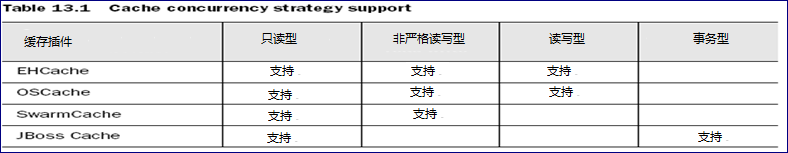 Table 13.1 Cache concurrency strategy support
缓存插件 只读型 非严格读写型 读写型 事务型
EHCache 支持 支持 支持
OSCache 支持 支持 支持
SwarmCache 支持 支持
JBoss Cache 支持 支持